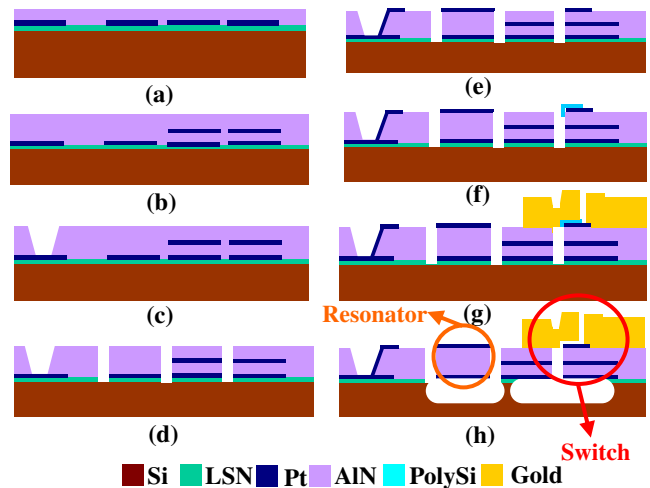 (a)
(b)
(c)
(d)
(e)
(f)
(g)
Resonator
(h)
Switch
Si LSN Pt AlN PolySi Gold